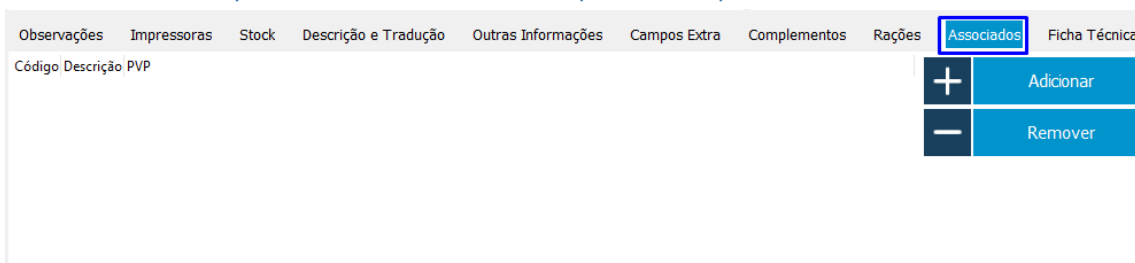 Observações Impressoras Stock Descrição e Tradução Outras Informações Campos Extra Complementos Rações Associados Ficha Técnica
Código Descrição PVP
Adicionar
Remover